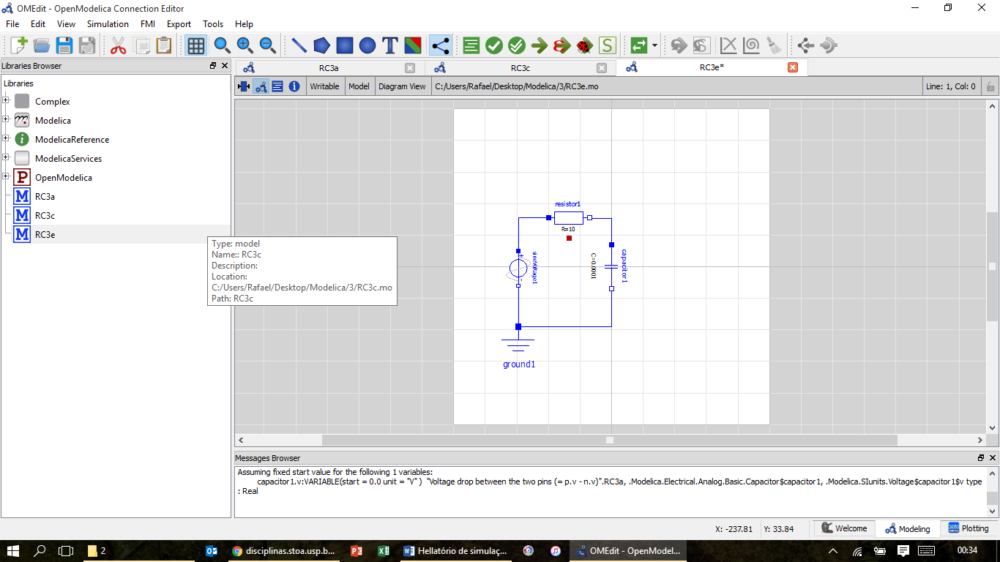 OMEdit - OpenModelica Connection Editor
File Edit View Simulation FMI Export Tools Help
Libraries Browser
RC3a
RC3c
RC3e*
Libraries
Writable
Model
Diagram View
C:/Users/Rafael/Desktop/Modelica/3/RC3e.mo
Line: 1, Col: 0
Complex
Modelica
ModelicaReference
ModelicaServices
OpenModelica
RC3a
RC3c
RC3e
Type: model
Name:: RC3c
Description:
Location:
C:/Users/Rafael/Desktop/Modelica/3/RC3c.mo
Path: RC3c
resistor1
R=10
sineVoltage1
+
-
C=0.0001
capacitor1
ground1
Messages Browser
Assuming fixed start value for the following 1 variables:
capacitor1.v:VARIABLE(start = 0.0 unit = "V" )  "Voltage drop between the two pins (= p.v - n.v)".RC3a, .Modelica.Electrical.Analog.Basic.Capacitor$capacitor1, .Modelica.SIunits.Voltage$capacitor1$v type
: Real
X: -237.81
Y: 33.84
Welcome
Modeling
Plotting
2
disciplinas.stoa.usp.b...
Hellatório de simulaç...
OMEdit - OpenModel...
00:34